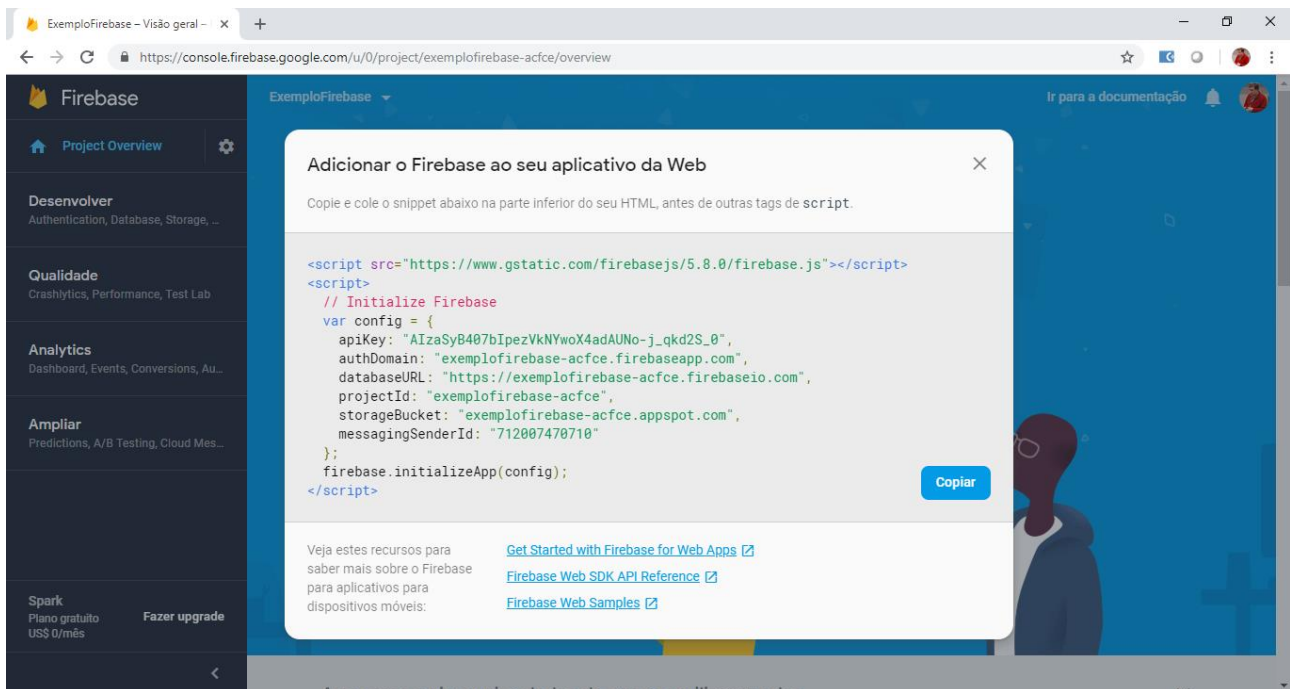 ExemploFirebase – Visão geral –
https://console.firebase.google.com/u/0/project/exemplofirebase-acfce/overview
Firebase
ExemploFirebase
Ir para a documentação
Project Overview
Desenvolver
Authentication, Database, Storage, ...
Qualidade
Crashlytics, Performance, Test Lab
Analytics
Dashboard, Events, Conversions, Au...
Ampliar
Predictions, A/B Testing, Cloud Mes...
Spark
Plano gratuito
US$ 0/mês
Fazer upgrade
Adicionar o Firebase ao seu aplicativo da Web
Copie e cole o snippet abaixo na parte inferior do seu HTML, antes de outras tags de script.
<script src="https://www.gstatic.com/firebasejs/5.8.0/firebase.js"></script>
<script>
// Initialize Firebase
var config = {
apiKey: "AIzaSyB407bIpezVkNYwoX4adAUNo-j_qkd2S_0",
authDomain: "exemplofirebase-acfce.firebaseapp.com",
databaseURL: "https://exemplofirebase-acfce.firebaseio.com",
projectId: "exemplofirebase-acfce",
storageBucket: "exemplofirebase-acfce.appspot.com",
messagingSenderId: "712007470710"
};
firebase.initializeApp(config);
</script>
Copiar
Veja estes recursos para
saber mais sobre o Firebase
para aplicativos para
dispositivos móveis:
Get Started with Firebase for Web Apps
Firebase Web SDK API Reference
Firebase Web Samples